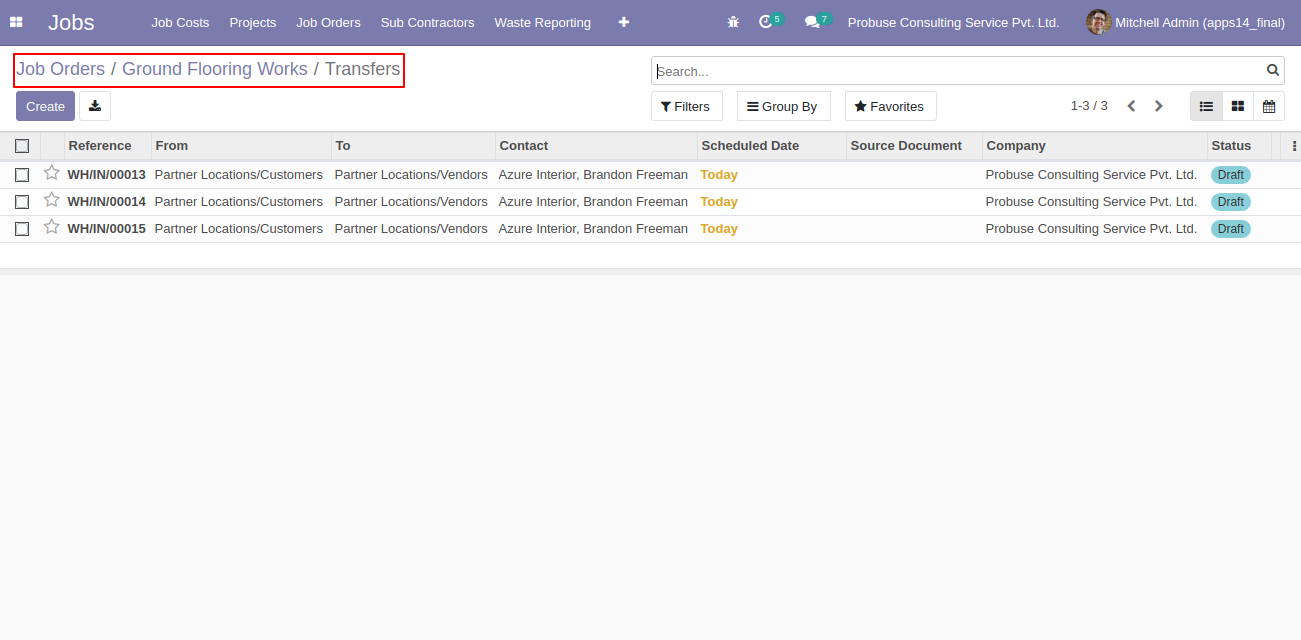 Jobs Job Costs Projects Job Orders Sub Contractors Waste Reporting 5 7 Probuse Consulting Service Pvt. Ltd. Mitchell Admin (apps14_final)
Job Orders / Ground Flooring Works / Transfers Search...
Create Filters Group By Favorites 1-3 / 3
Reference From To Contact Scheduled Date Source Document Company Status
WH/IN/00013 Partner Locations/Customers Partner Locations/Vendors Azure Interior, Brandon Freeman Today Probuse Consulting Service Pvt. Ltd. Draft
WH/IN/00014 Partner Locations/Customers Partner Locations/Vendors Azure Interior, Brandon Freeman Today Probuse Consulting Service Pvt. Ltd. Draft
WH/IN/00015 Partner Locations/Customers Partner Locations/Vendors Azure Interior, Brandon Freeman Today Probuse Consulting Service Pvt. Ltd. Draft